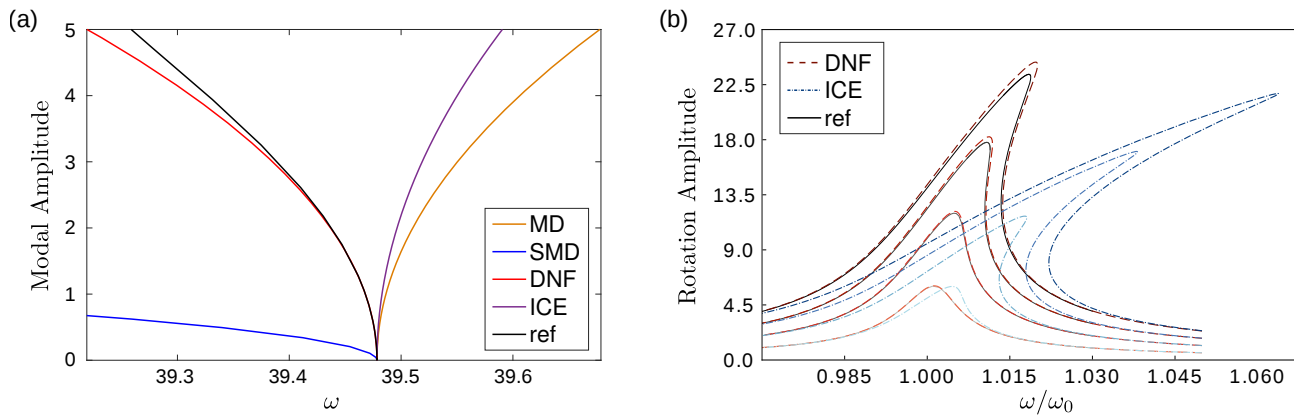 (a)
Modal Amplitude
5
4
3
2
1
0
39.3
39.4
39.5
39.6
ω
MD
SMD
DNF
ICE
ref
(b)
Rotation Amplitude
27.0
22.5
18.0
13.5
9.0
4.5
0.0
0.985
1.000
1.015
1.030
1.045
1.060
ω/ω₀
DNF
ICE
ref